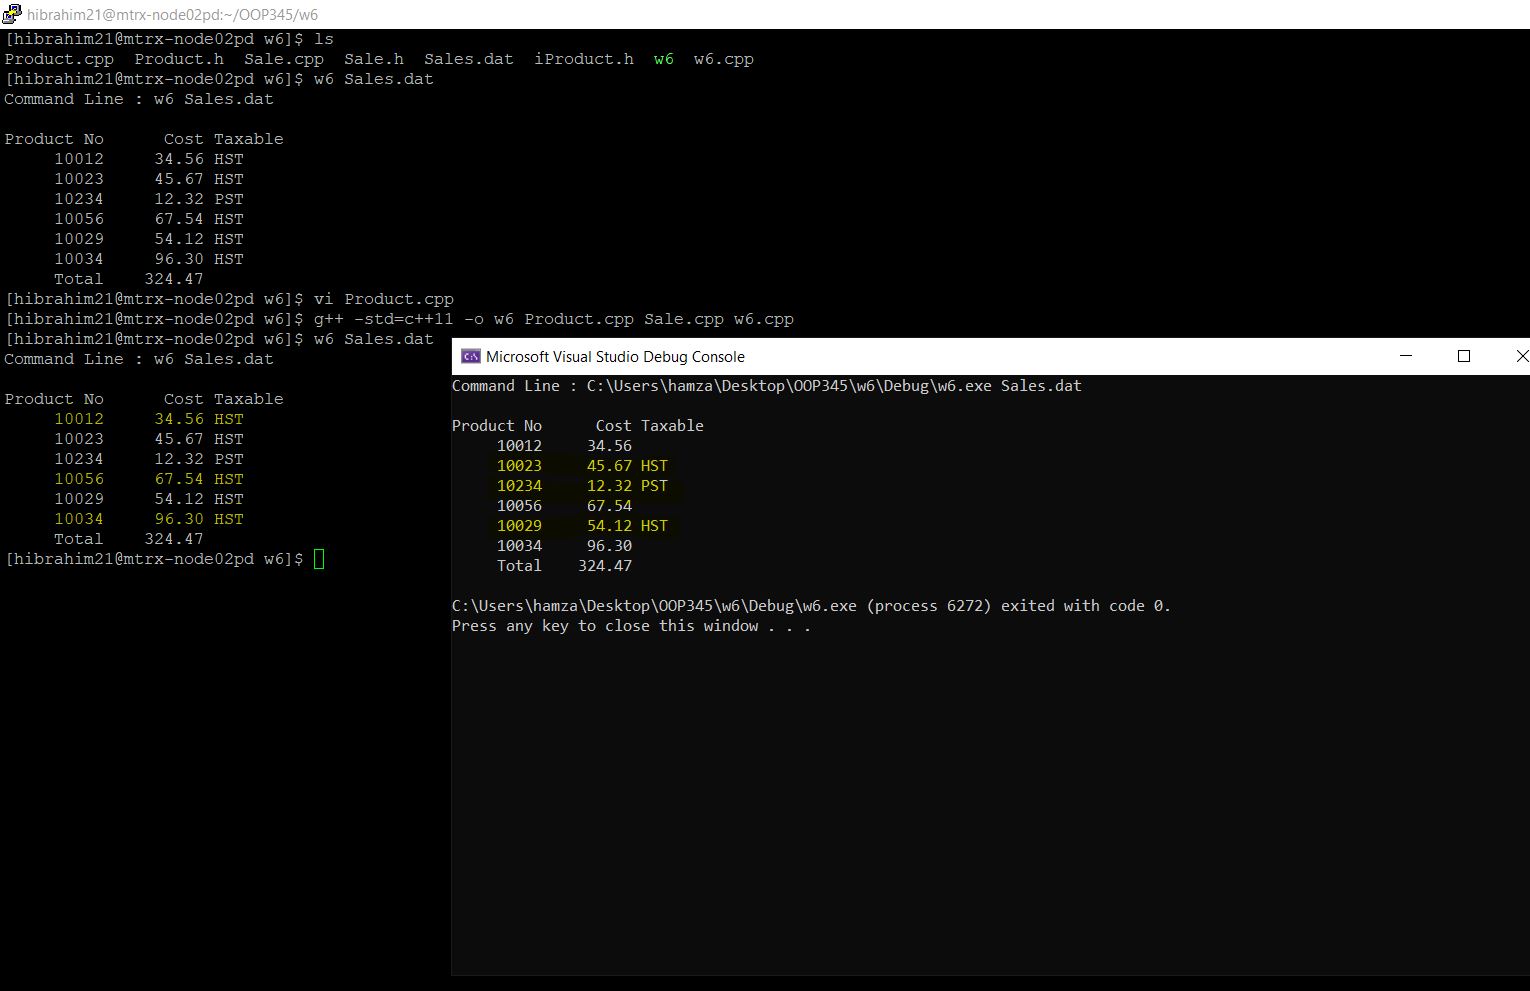 hibrahim21@mtrx-node02pd:~/OOP345/w6
[hibrahim21@mtrx-node02pd w6]$ ls
Product.cpp  Product.h  Sale.cpp  Sale.h  Sales.dat  iProduct.h  w6  w6.cpp
[hibrahim21@mtrx-node02pd w6]$ w6 Sales.dat
Command Line : w6 Sales.dat
Product No      Cost Taxable
     10012     34.56 HST
     10023     45.67 HST
     10234     12.32 PST
     10056     67.54 HST
     10029     54.12 HST
     10034     96.30 HST
     Total    324.47
[hibrahim21@mtrx-node02pd w6]$ vi Product.cpp
[hibrahim21@mtrx-node02pd w6]$ g++ -std=c++11 -o w6 Product.cpp Sale.cpp w6.cpp
[hibrahim21@mtrx-node02pd w6]$ w6 Sales.dat
Command Line : w6 Sales.dat
Product No      Cost Taxable
     10012     34.56 HST
     10023     45.67 HST
     10234     12.32 PST
     10056     67.54 HST
     10029     54.12 HST
     10034     96.30 HST
     Total    324.47
[hibrahim21@mtrx-node02pd w6]$
Microsoft Visual Studio Debug Console
Command Line : C:\Users\hamza\Desktop\OOP345\w6\Debug\w6.exe Sales.dat
Product No      Cost Taxable
     10012     34.56
     10023     45.67 HST
     10234     12.32 PST
     10056     67.54
     10029     54.12 HST
     10034     96.30
     Total    324.47
C:\Users\hamza\Desktop\OOP345\w6\Debug\w6.exe (process 6272) exited with code 0.
Press any key to close this window . . .